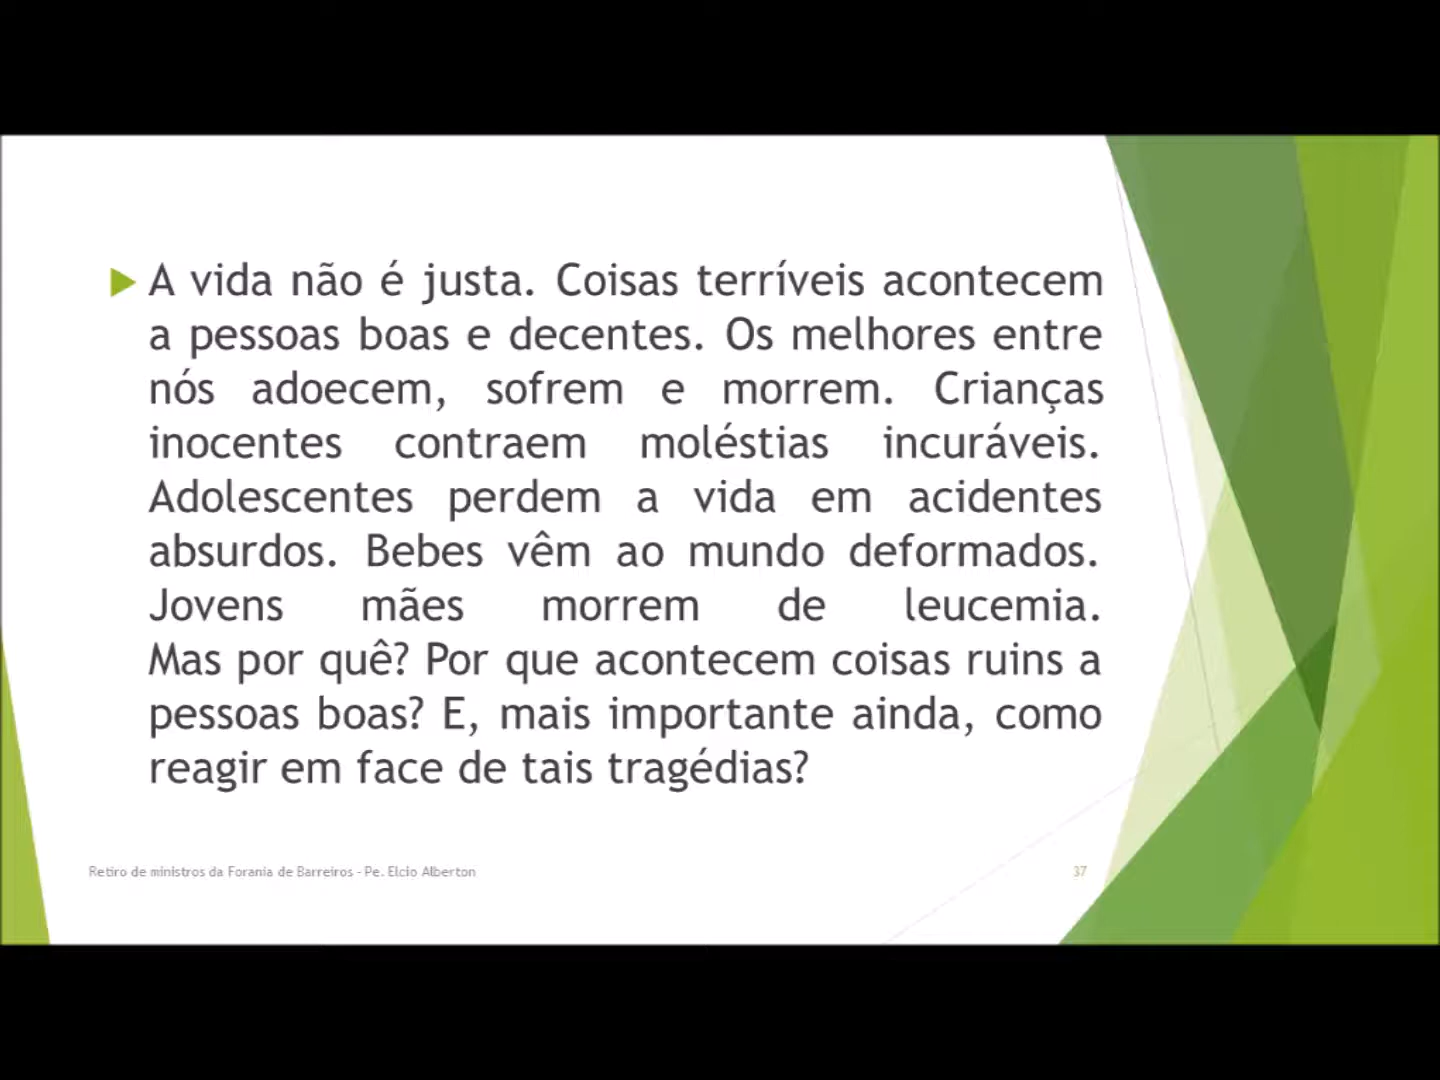 A vida não é justa. Coisas terríveis acontecem
a pessoas boas e decentes. Os melhores entre
nós adoecem, sofrem e morrem. Crianças
inocentes contraem moléstias incuráveis.
Adolescentes perdem a vida em acidentes
absurdos. Bebes vêm ao mundo deformados.
Jovens mães morrem de leucemia.
Mas por quê? Por que acontecem coisas ruins a
pessoas boas? E, mais importante ainda, como
reagir em face de tais tragédias?
Retiro de ministros da Forania de Barreiros - Pe. Elcio Alberton
37